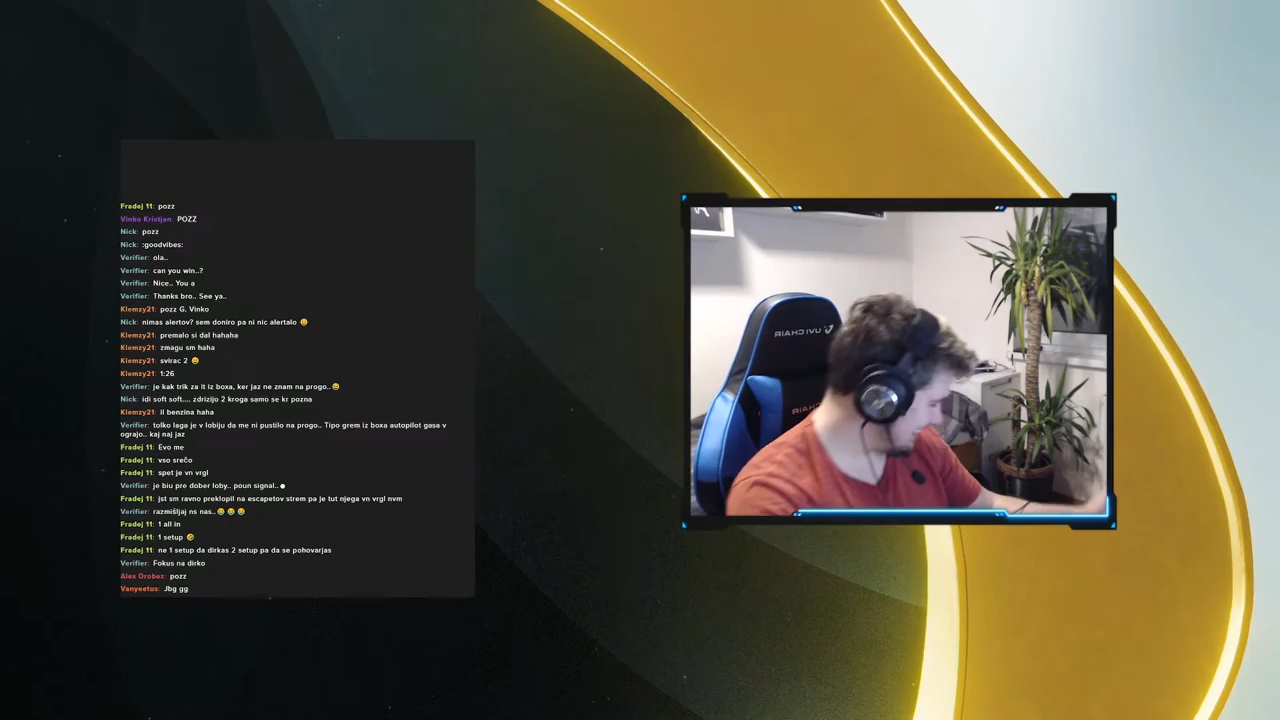 Fradej 11: pozz
Vinko Kristjan: POZZ
Nick: pozz
Nick: :goodvibes:
Verifier: ola..
Verifier: can you win..?
Verifier: Nice.. You a
Verifier: Thanks bro.. See ya..
Klemzy21: pozz G. Vinko
Nick: nimas alertov? sem doniro pa ni nic alertalo 😀
Klemzy21: premalo si dal hahaha
Klemzy21: zmagu sm haha
Klemzy21: svirac 2 😀
Klemzy21: 1:26
Verifier: je kak trik za it iz boxa, ker jaz ne znam na progo..😅
Nick: idi soft soft.... zdrizijo 2 kroga samo se kr pozna
Klemzy21: il benzina haha
Verifier: tolko laga je v lobiju da me ni pustilo na progo.. Tipo grem iz boxa autopilot gasa v
ograjo.. kaj naj jaz
Fradej 11: Evo me
Fradej 11: vso srečo
Fradej 11: spet je vn vrgl
Verifier: je biu pre dober loby.. poun signal..
Fradej 11: jst sm ravno preklopil na escapetov strem pa je tut njega vn vrgl nvm
Verifier: razmišljaj ns nas..😂😂😂
Fradej 11: 1 all in
Fradej 11: 1 setup 🤣
Fradej 11: ne 1 setup da dirkas 2 setup pa da se pohovarjas
Verifier: Fokus na dirko
Alex Drobez: pozz
Vanyeetus: Jbg gg
UVI CHAIR